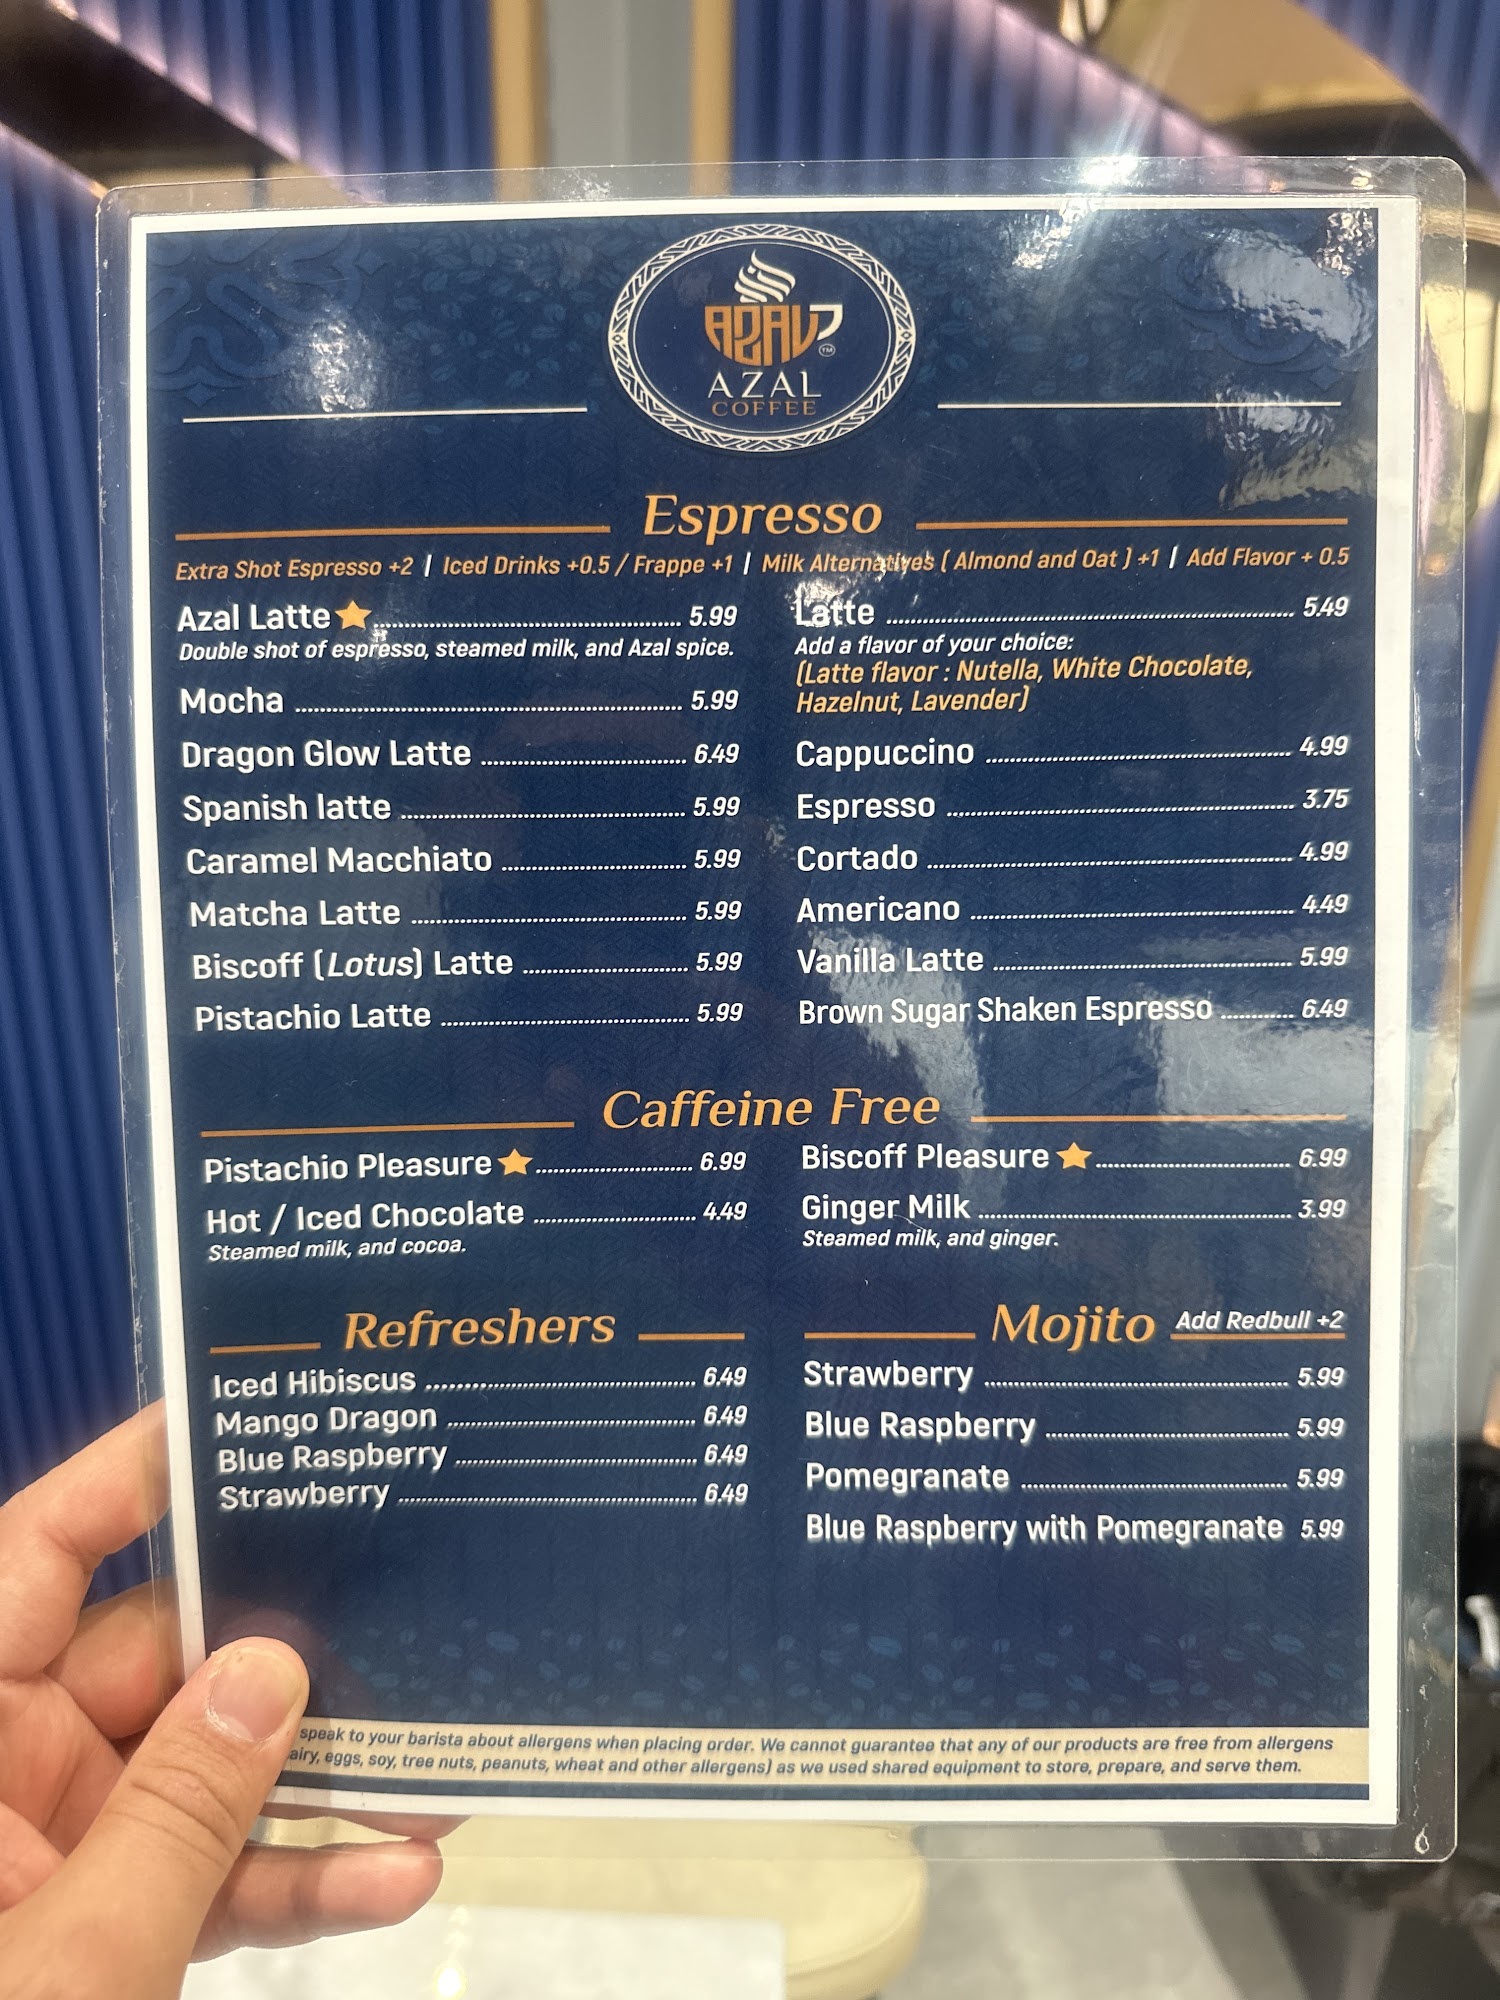 AZAL
TM
AZAL
COFFEE
Espresso
Extra Shot Espresso +2 | Iced Drinks +0.5 / Frappe +1 | Milk Alternatives ( Almond and Oat ) +1 | Add Flavor + 0.5
Azal Latte 5.99
Double shot of espresso, steamed milk, and Azal spice.
Mocha 5.99
Dragon Glow Latte 6.49
Spanish latte 5.99
Caramel Macchiato 5.99
Matcha Latte 5.99
Biscoff (Lotus) Latte 5.99
Pistachio Latte 5.99
Latte 5.49
Add a flavor of your choice:
(Latte flavor : Nutella, White Chocolate,
Hazelnut, Lavender)
Cappuccino 4.99
Espresso 3.75
Cortado 4.99
Americano 4.49
Vanilla Latte 5.99
Brown Sugar Shaken Espresso 6.49
Caffeine Free
Pistachio Pleasure 6.99
Hot / Iced Chocolate 4.49
Steamed milk, and cocoa.
Biscoff Pleasure 6.99
Ginger Milk 3.99
Steamed milk, and ginger.
Refreshers
Iced Hibiscus 6.49
Mango Dragon 6.49
Blue Raspberry 6.49
Strawberry 6.49
Mojito Add Redbull +2
Strawberry 5.99
Blue Raspberry 5.99
Pomegranate 5.99
Blue Raspberry with Pomegranate 5.99
speak to your barista about allergens when placing order. We cannot guarantee that any of our products are free from allergens
airy, eggs, soy, tree nuts, peanuts, wheat and other allergens) as we used shared equipment to store, prepare, and serve them.